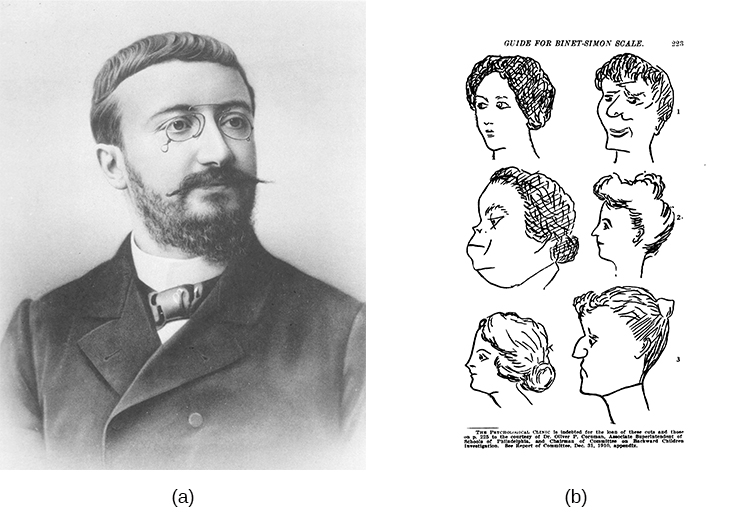 GUIDE FOR BINET-SIMON SCALE. 223
1
2.
3
THE PSYCHOLOGICAL CLINIC is indebted for the loan of these cuts and those
on p. 225 to the courtesy of Dr. Oliver P. Cornman, Associate Superintendent of
Schools of Philadelphia, and Chairman of Committee on Backward Children
Investigation. See Report of Committee, Dec. 31, 1910, appendix.
(a) (b)